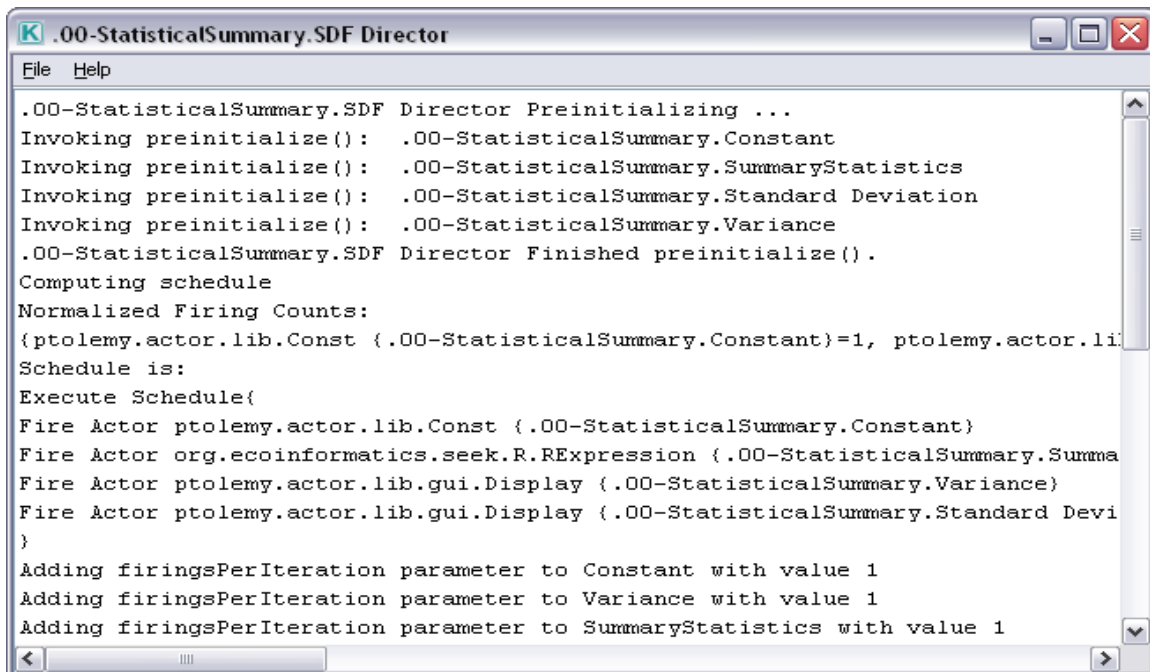 K .00-StatisticalSummary.SDF Director
File Help
.00-StatisticalSummary.SDF Director Preinitializing ...
Invoking preinitialize():  .00-StatisticalSummary.Constant
Invoking preinitialize():  .00-StatisticalSummary.SummaryStatistics
Invoking preinitialize():  .00-StatisticalSummary.Standard Deviation
Invoking preinitialize():  .00-StatisticalSummary.Variance
.00-StatisticalSummary.SDF Director Finished preinitialize().
Computing schedule
Normalized Firing Counts:
{ptolemy.actor.lib.Const {.00-StatisticalSummary.Constant}=1, ptolemy.actor.li
Schedule is:
Execute Schedule{
Fire Actor ptolemy.actor.lib.Const {.00-StatisticalSummary.Constant}
Fire Actor org.ecoinformatics.seek.R.RExpression {.00-StatisticalSummary.Summa
Fire Actor ptolemy.actor.lib.gui.Display {.00-StatisticalSummary.Variance}
Fire Actor ptolemy.actor.lib.gui.Display {.00-StatisticalSummary.Standard Devi
}
Adding firingsPerIteration parameter to Constant with value 1
Adding firingsPerIteration parameter to Variance with value 1
Adding firingsPerIteration parameter to SummaryStatistics with value 1